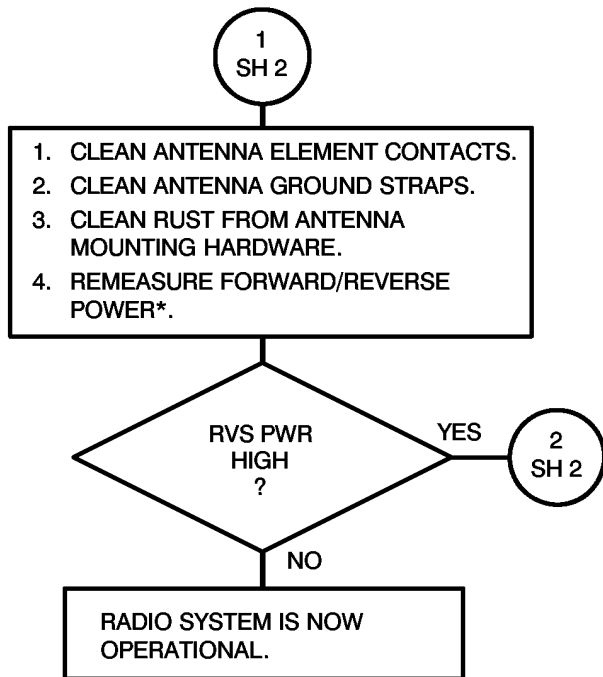 1
SH 2
1. CLEAN ANTENNA ELEMENT CONTACTS.
2. CLEAN ANTENNA GROUND STRAPS.
3. CLEAN RUST FROM ANTENNA
MOUNTING HARDWARE.
4. REMEASURE FORWARD/REVERSE
POWER*.
RVS PWR
HIGH
?
YES
2
SH 2
NO
RADIO SYSTEM IS NOW
OPERATIONAL.